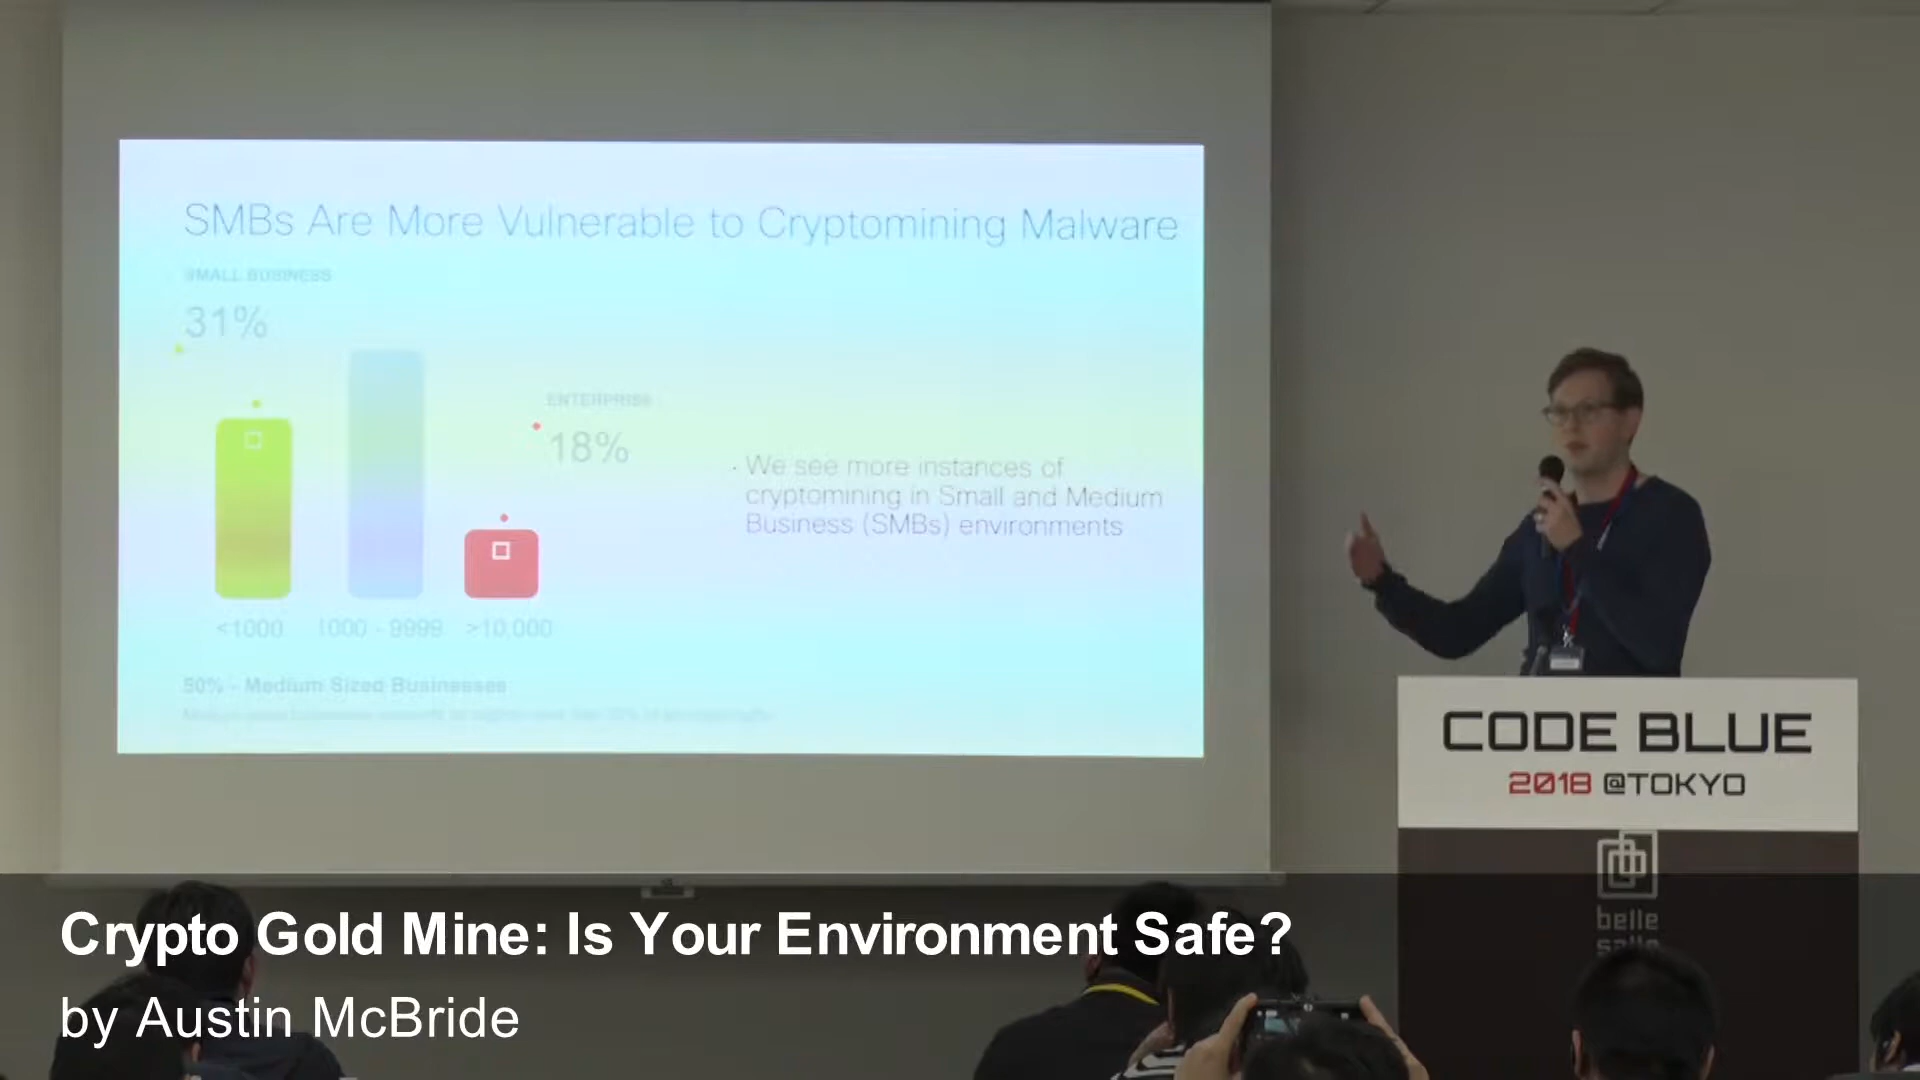 SMBs Are More Vulnerable to Cryptomining Malware
SMALL BUSINESS
31%
ENTERPRISE
18%
· We see more instances of
cryptomining in Small and Medium
Business (SMBs) environments
<1000 1000 - 9999 >10,000
50% - Medium Sized Businesses
CODE BLUE
2018 @TOKYO
belle
salle
Crypto Gold Mine: Is Your Environment Safe?
by Austin McBride